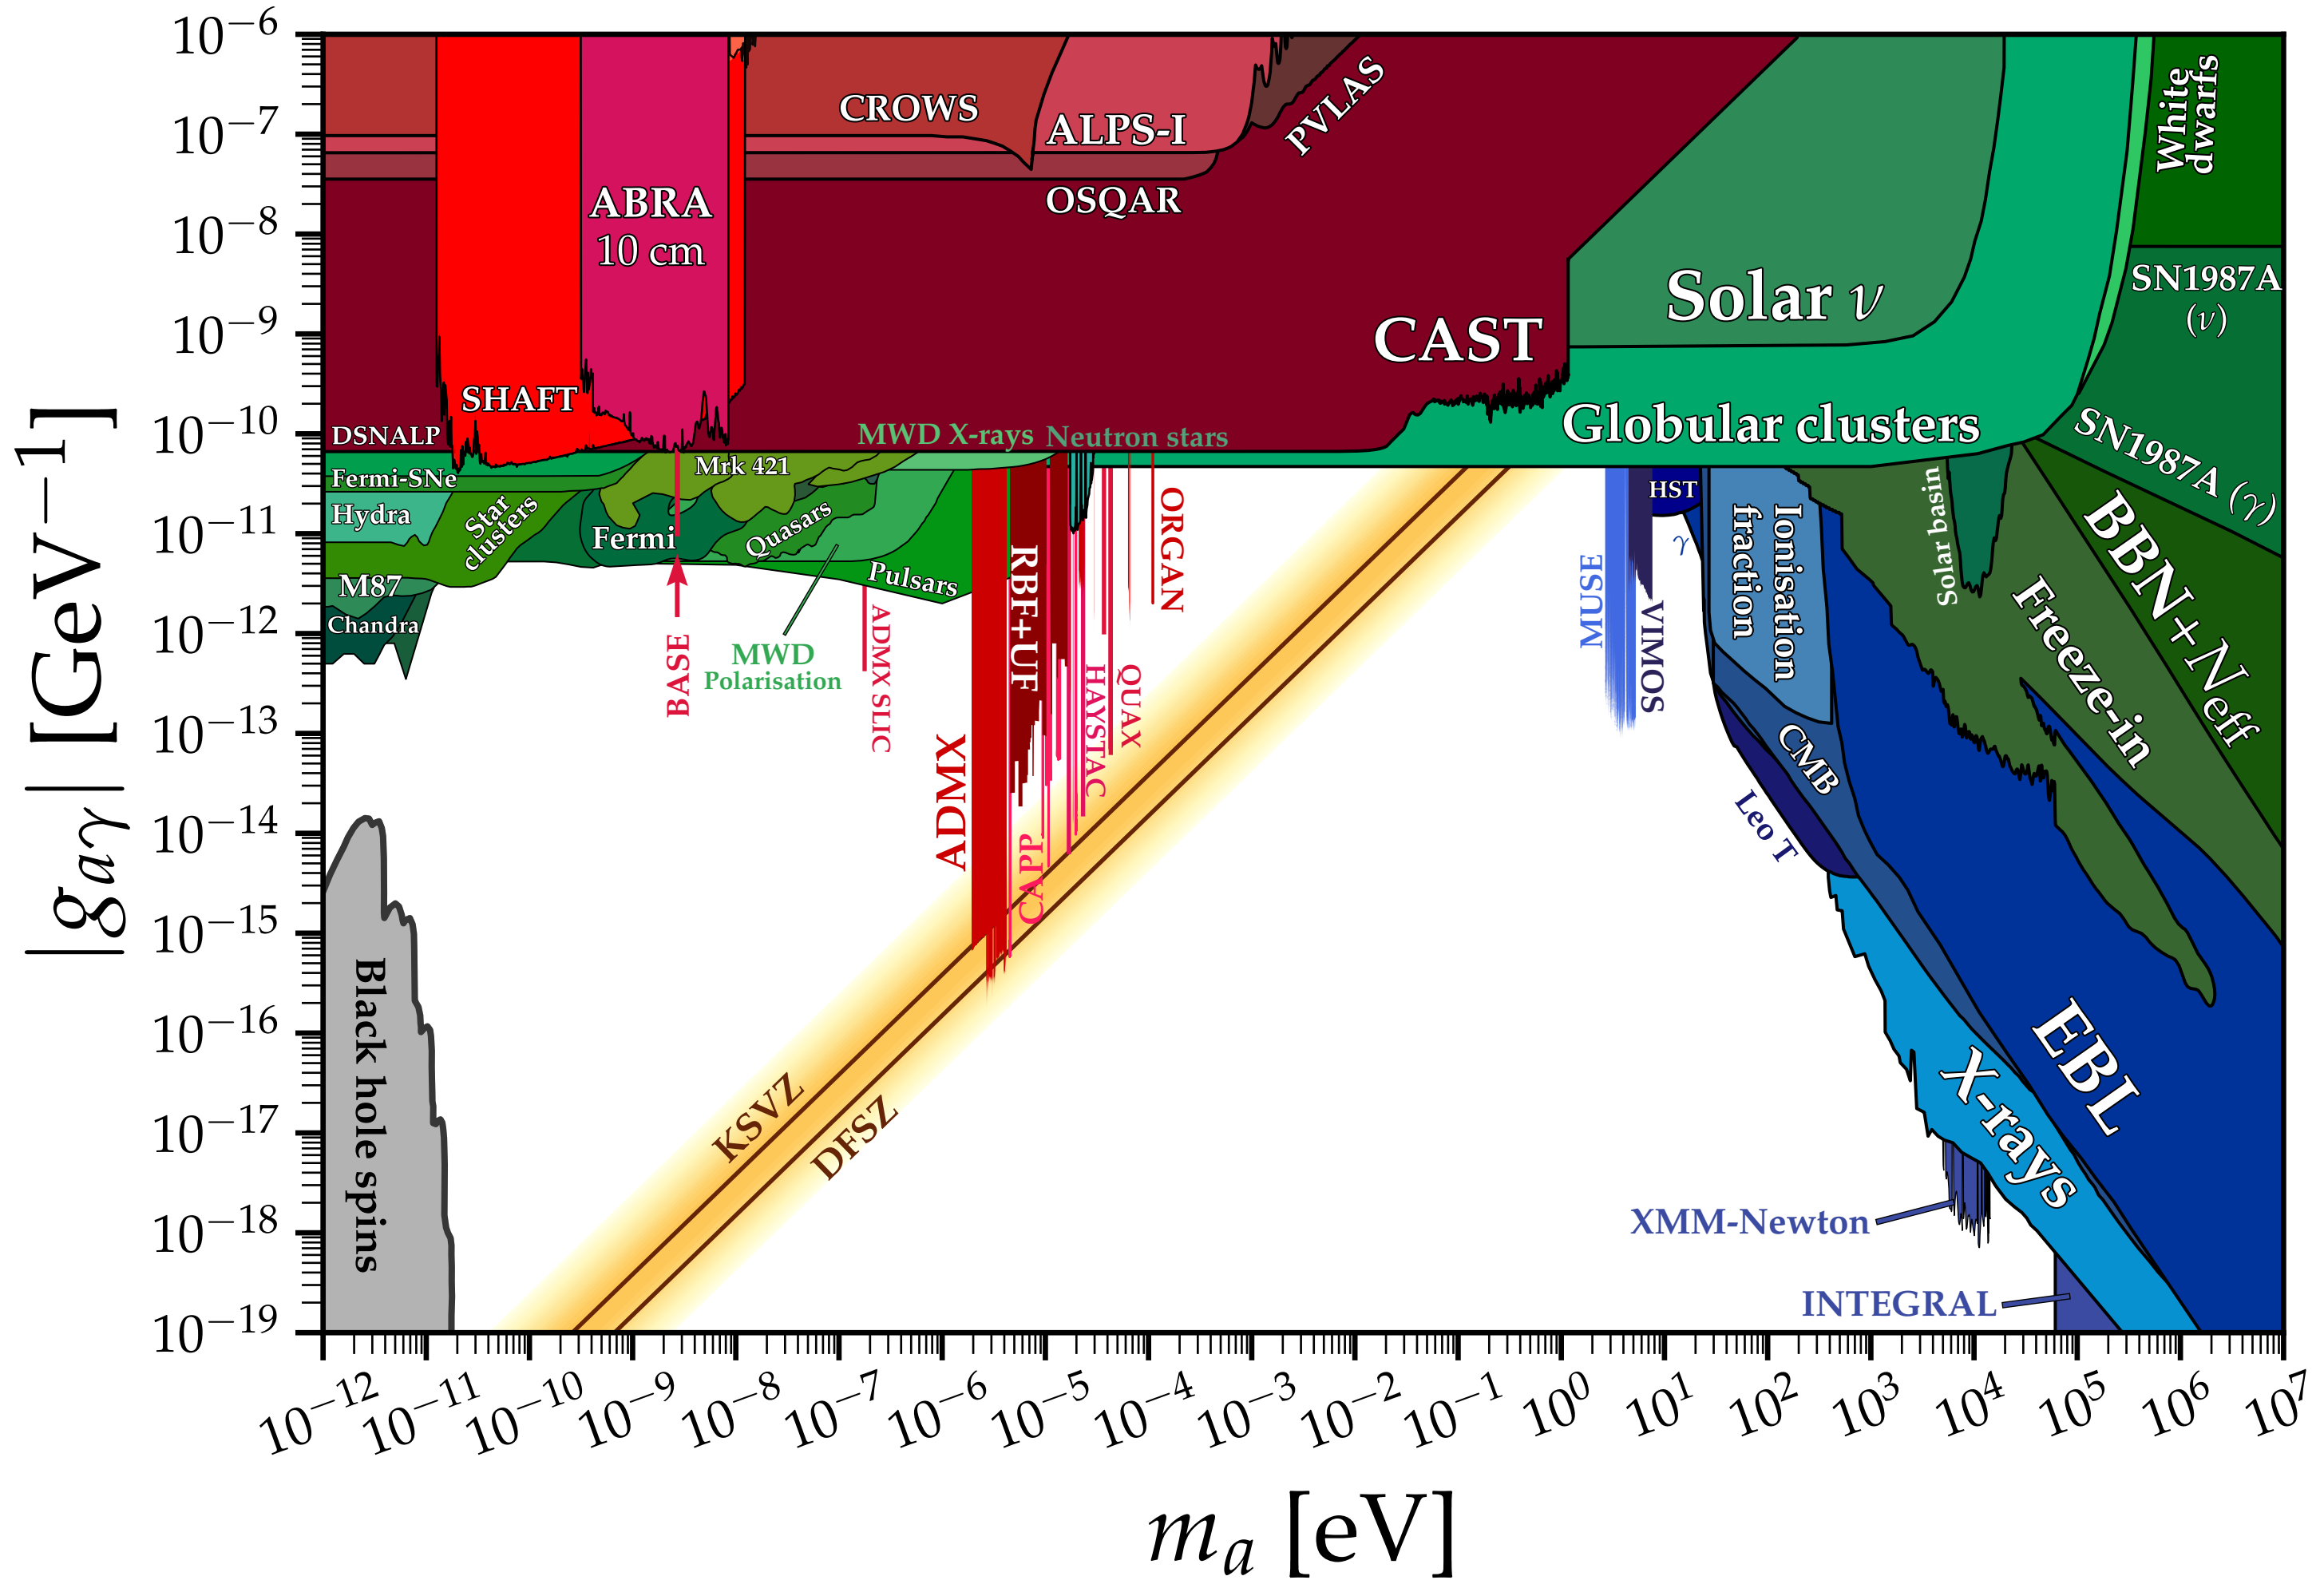 |g_{aγ}| [GeV⁻¹]
10⁻⁶
10⁻⁷
10⁻⁸
10⁻⁹
10⁻¹⁰
10⁻¹¹
10⁻¹²
10⁻¹³
10⁻¹⁴
10⁻¹⁵
10⁻¹⁶
10⁻¹⁷
10⁻¹⁸
10⁻¹⁹
CROWS
ALPS-I
PVLAS
OSQAR
ABRA
10 cm
SHAFT
CAST
Solar ν
Globular clusters
White
dwarfs
SN1987A
(ν)
SN1987A (γ)
DSNALP
Fermi-SNe
Hydra
Star
clusters
M87
Chandra
Mrk 421
Fermi
Quasars
MWD X-rays
Neutron stars
Pulsars
MWD
Polarisation
BASE
ADMX SLIC
ADMX
RBF+UF
CAPP
HAYSTAC
QUAX
ORGAN
MUSE
VIMOS
HST
γ
Ionisation
fraction
Solar basin
Freeze-in
BBN+N_{eff}
CMB
Leo T
EBL
X-rays
XMM-Newton
INTEGRAL
Black hole spins
KSVZ
DFSZ
10⁻¹²
10⁻¹¹
10⁻¹⁰
10⁻⁹
10⁻⁸
10⁻⁷
10⁻⁶
10⁻⁵
10⁻⁴
10⁻³
10⁻²
10⁻¹
10⁰
10¹
10²
10³
10⁴
10⁵
10⁶
10⁷
m_a [eV]